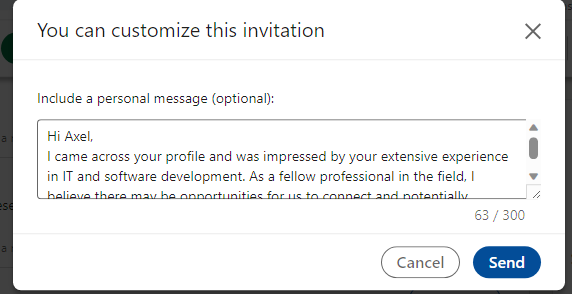 You can customize this invitation
Include a personal message (optional):
Hi Axel,
I came across your profile and was impressed by your extensive experience
in IT and software development. As a fellow professional in the field, I
believe there may be opportunities for us to connect and potentially
63 / 300
Cancel
Send